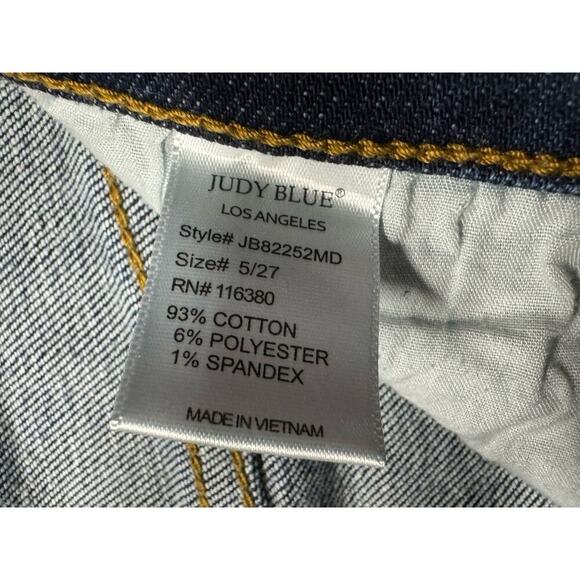 JUDY BLUE®
LOS ANGELES
Style# JB82252MD
Size# 5/27
RN# 116380
93% COTTON
6% POLYESTER
1% SPANDEX
MADE IN VIETNAM